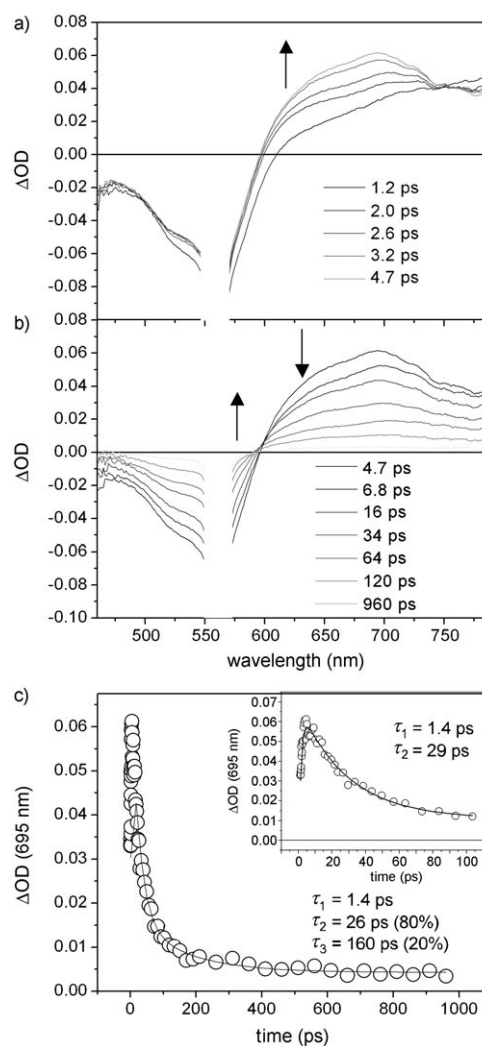 a)
0.08
0.06
0.04
0.02
0.00
-0.02
-0.04
-0.06
-0.08
ΔOD
1.2 ps
2.0 ps
2.6 ps
3.2 ps
4.7 ps
b)
0.08
0.06
0.04
0.02
0.00
-0.02
-0.04
-0.06
-0.08
-0.10
ΔOD
4.7 ps
6.8 ps
16 ps
34 ps
64 ps
120 ps
960 ps
500 550 600 650 700 750
wavelength (nm)
c)
0.06
0.05
0.04
0.03
0.02
0.01
0.00
ΔOD (695 nm)
0.07
0.06
0.05
0.04
0.03
0.02
0.01
0.00
ΔOD (695 nm)
τ1 = 1.4 ps
τ2 = 29 ps
0 20 40 60 80 100
time (ps)
τ1 = 1.4 ps
τ2 = 26 ps (80%)
τ3 = 160 ps (20%)
0 200 400 600 800 1000
time (ps)